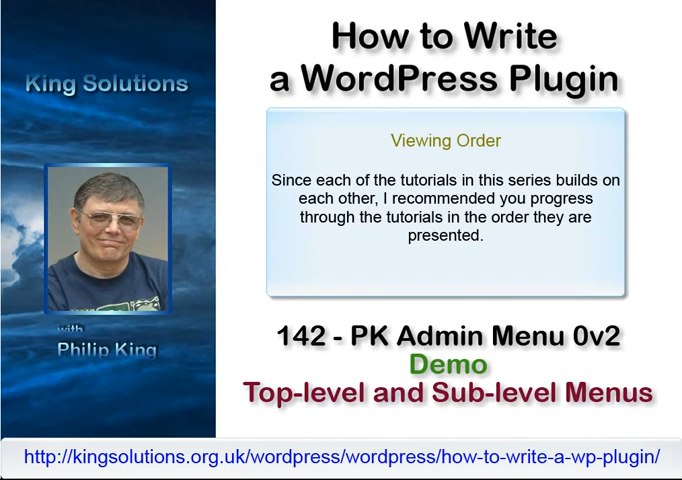 How to Write
a WordPress Plugin
King Solutions
Viewing Order
Since each of the tutorials in this series builds on
each other, I recommended you progress
through the tutorials in the order they are
presented.
with
Philip King
142 - PK Admin Menu 0v2
Demo
Top-level and Sub-level Menus
http://kingsolutions.org.uk/wordpress/wordpress/how-to-write-a-wp-plugin/